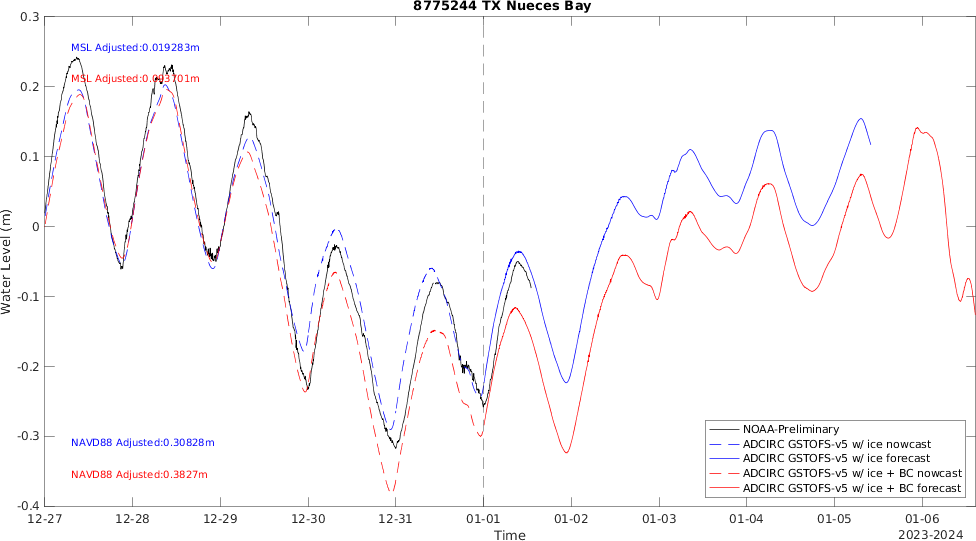 8775244 TX Nueces Bay
0.3
0.2
0.1
0
-0.1
-0.2
-0.3
-0.4
Water Level (m)
MSL Adjusted:0.019283m
MSL Adjusted:0.093701m
NAVD88 Adjusted:0.30828m
NAVD88 Adjusted:0.3827m
NOAA-Preliminary
ADCIRC GSTOFS-v5 w/ ice nowcast
ADCIRC GSTOFS-v5 w/ ice forecast
ADCIRC GSTOFS-v5 w/ ice + BC nowcast
ADCIRC GSTOFS-v5 w/ ice + BC forecast
12-27 12-28 12-29 12-30 12-31 01-01 01-02 01-03 01-04 01-05 01-06
Time
2023-2024